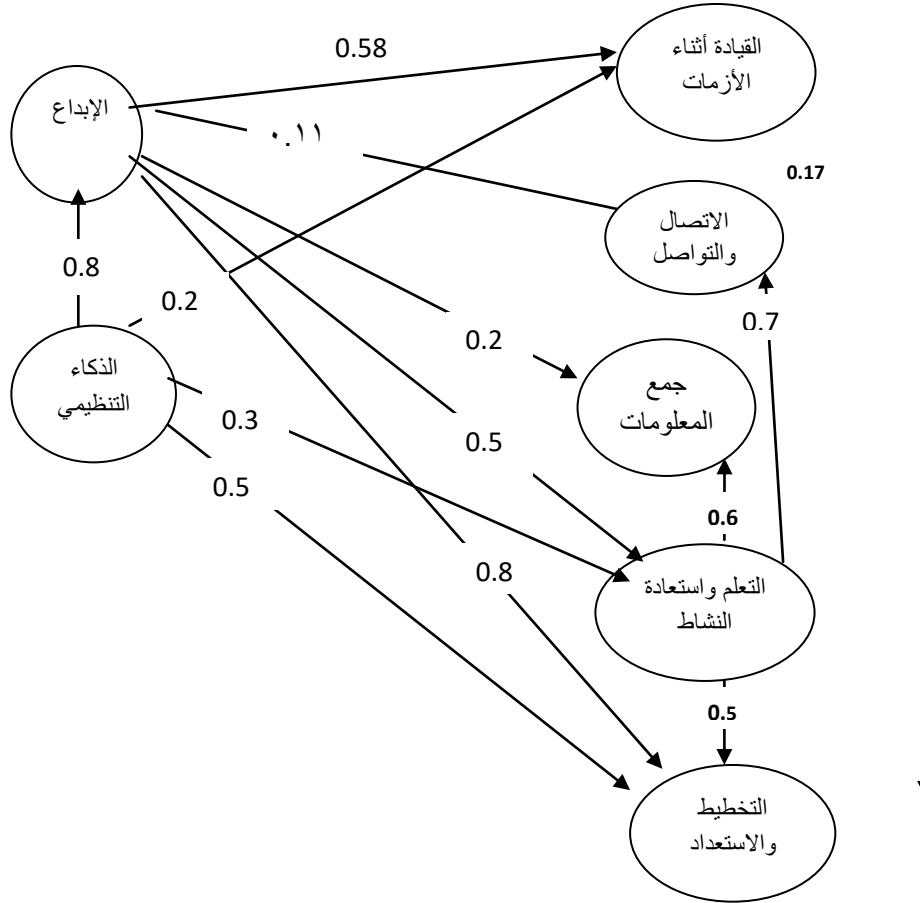 القيادة أثناء
الأزمات
0.58
الإبداع
٠.١١
0.17
الاتصال
والتواصل
0.8
0.2
0.7
0.2
الذكاء
التنظيمي
جمع
المعلومات
0.3
0.5
0.5
0.6
0.8
التعلم واستعادة
النشاط
0.5
التخطيط
والاستعداد